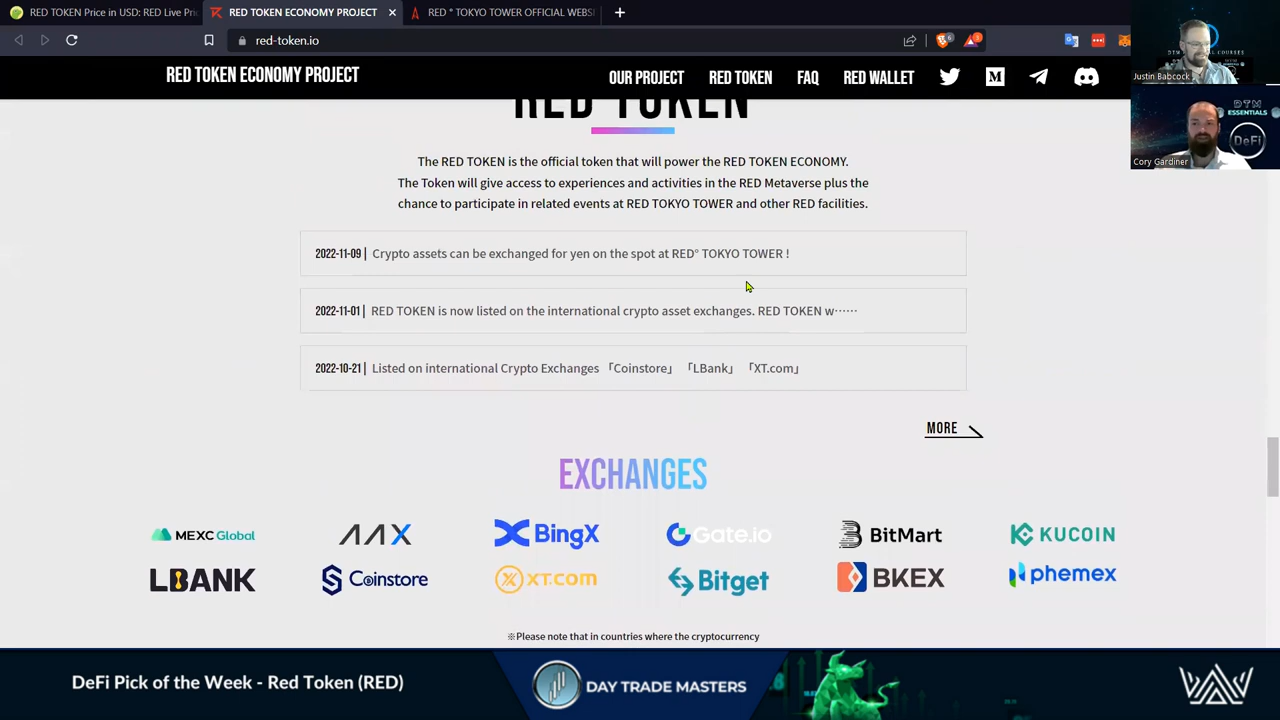 RED TOKEN Price in USD: RED Live Pri
RED TOKEN ECONOMY PROJECT
RED ° TOKYO TOWER OFFICIAL WEBSI
red-token.io
RED TOKEN ECONOMY PROJECT
OUR PROJECT
RED TOKEN
FAQ
RED WALLET
Justin Babcock
DTM
ESSENTIALS
DeFi
Cory Gardiner
RED TOKEN
The RED TOKEN is the official token that will power the RED TOKEN ECONOMY.
The Token will give access to experiences and activities in the RED Metaverse plus the
chance to participate in related events at RED TOKYO TOWER and other RED facilities.
2022-11-09 | Crypto assets can be exchanged for yen on the spot at RED° TOKYO TOWER !
2022-11-01 | RED TOKEN is now listed on the international crypto asset exchanges. RED TOKEN w⋯⋯
2022-10-21 | Listed on international Crypto Exchanges 「Coinstore」 「LBank」 「XT.com」
MORE
EXCHANGES
MEXC Global
AAX
BingX
Gate.io
BitMart
KUCOIN
LBANK
Coinstore
XT.COM
Bitget
BKEX
phemex
※Please note that in countries where the cryptocurrency
DeFi Pick of the Week - Red Token (RED)
DAY TRADE MASTERS